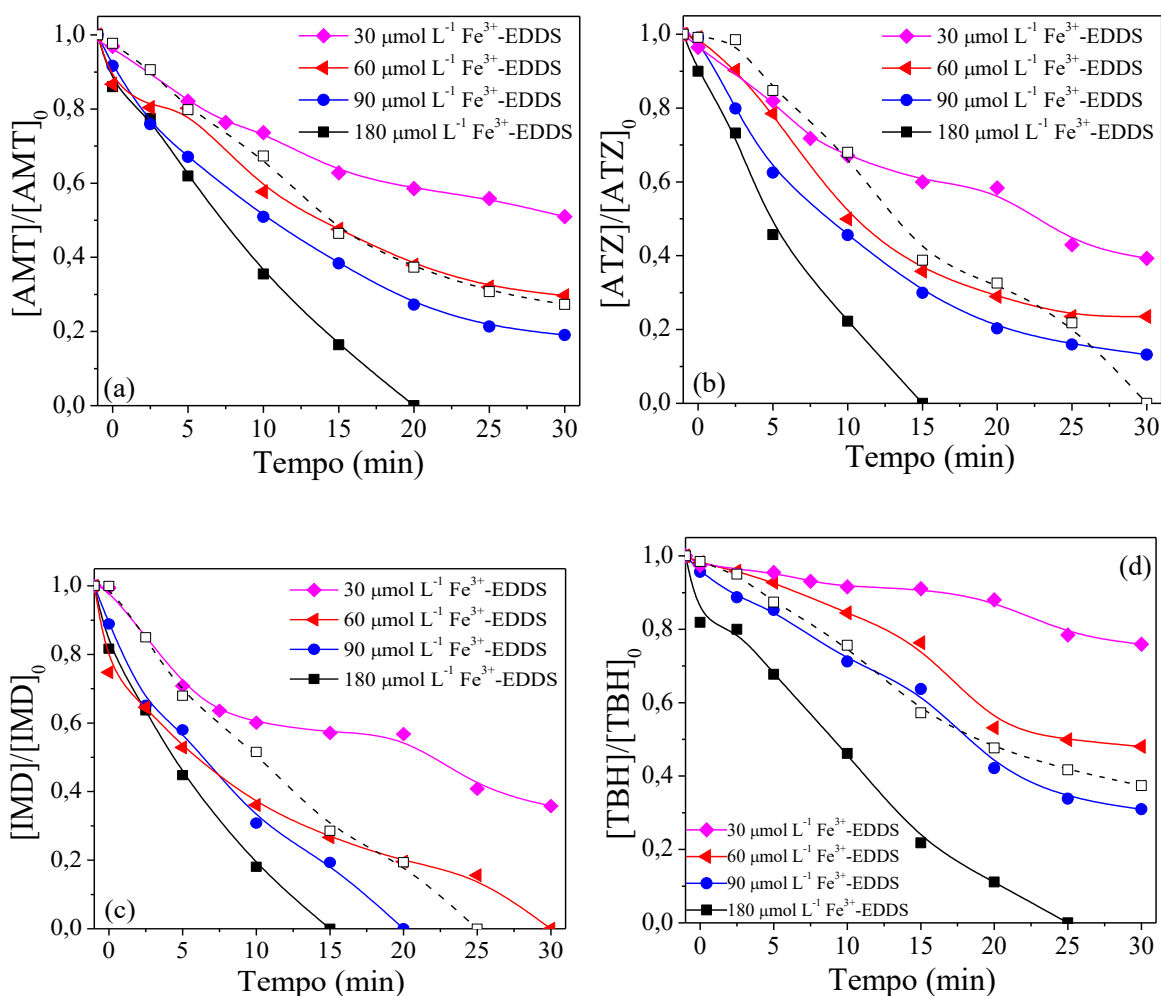 [AMT]/[AMT]0
1,0
0,8
0,6
0,4
0,2
0,0
30 μmol L-1 Fe3+-EDDS
60 μmol L-1 Fe3+-EDDS
90 μmol L-1 Fe3+-EDDS
180 μmol L-1 Fe3+-EDDS
(a)
0 5 10 15 20 25 30
Tempo (min)
[ATZ]/[ATZ]0
1,0
0,8
0,6
0,4
0,2
0,0
30 μmol L-1 Fe3+-EDDS
60 μmol L-1 Fe3+-EDDS
90 μmol L-1 Fe3+-EDDS
180 μmol L-1 Fe3+-EDDS
(b)
0 5 10 15 20 25 30
Tempo (min)
[IMD]/[IMD]0
1,0
0,8
0,6
0,4
0,2
0,0
30 μmol L-1 Fe3+-EDDS
60 μmol L-1 Fe3+-EDDS
90 μmol L-1 Fe3+-EDDS
180 μmol L-1 Fe3+-EDDS
(c)
0 5 10 15 20 25 30
Tempo (min)
[TBH]/[TBH]0
1,0
0,8
0,6
0,4
0,2
0,0
(d)
30 μmol L-1 Fe3+-EDDS
60 μmol L-1 Fe3+-EDDS
90 μmol L-1 Fe3+-EDDS
180 μmol L-1 Fe3+-EDDS
0 5 10 15 20 25 30
Tempo (min)